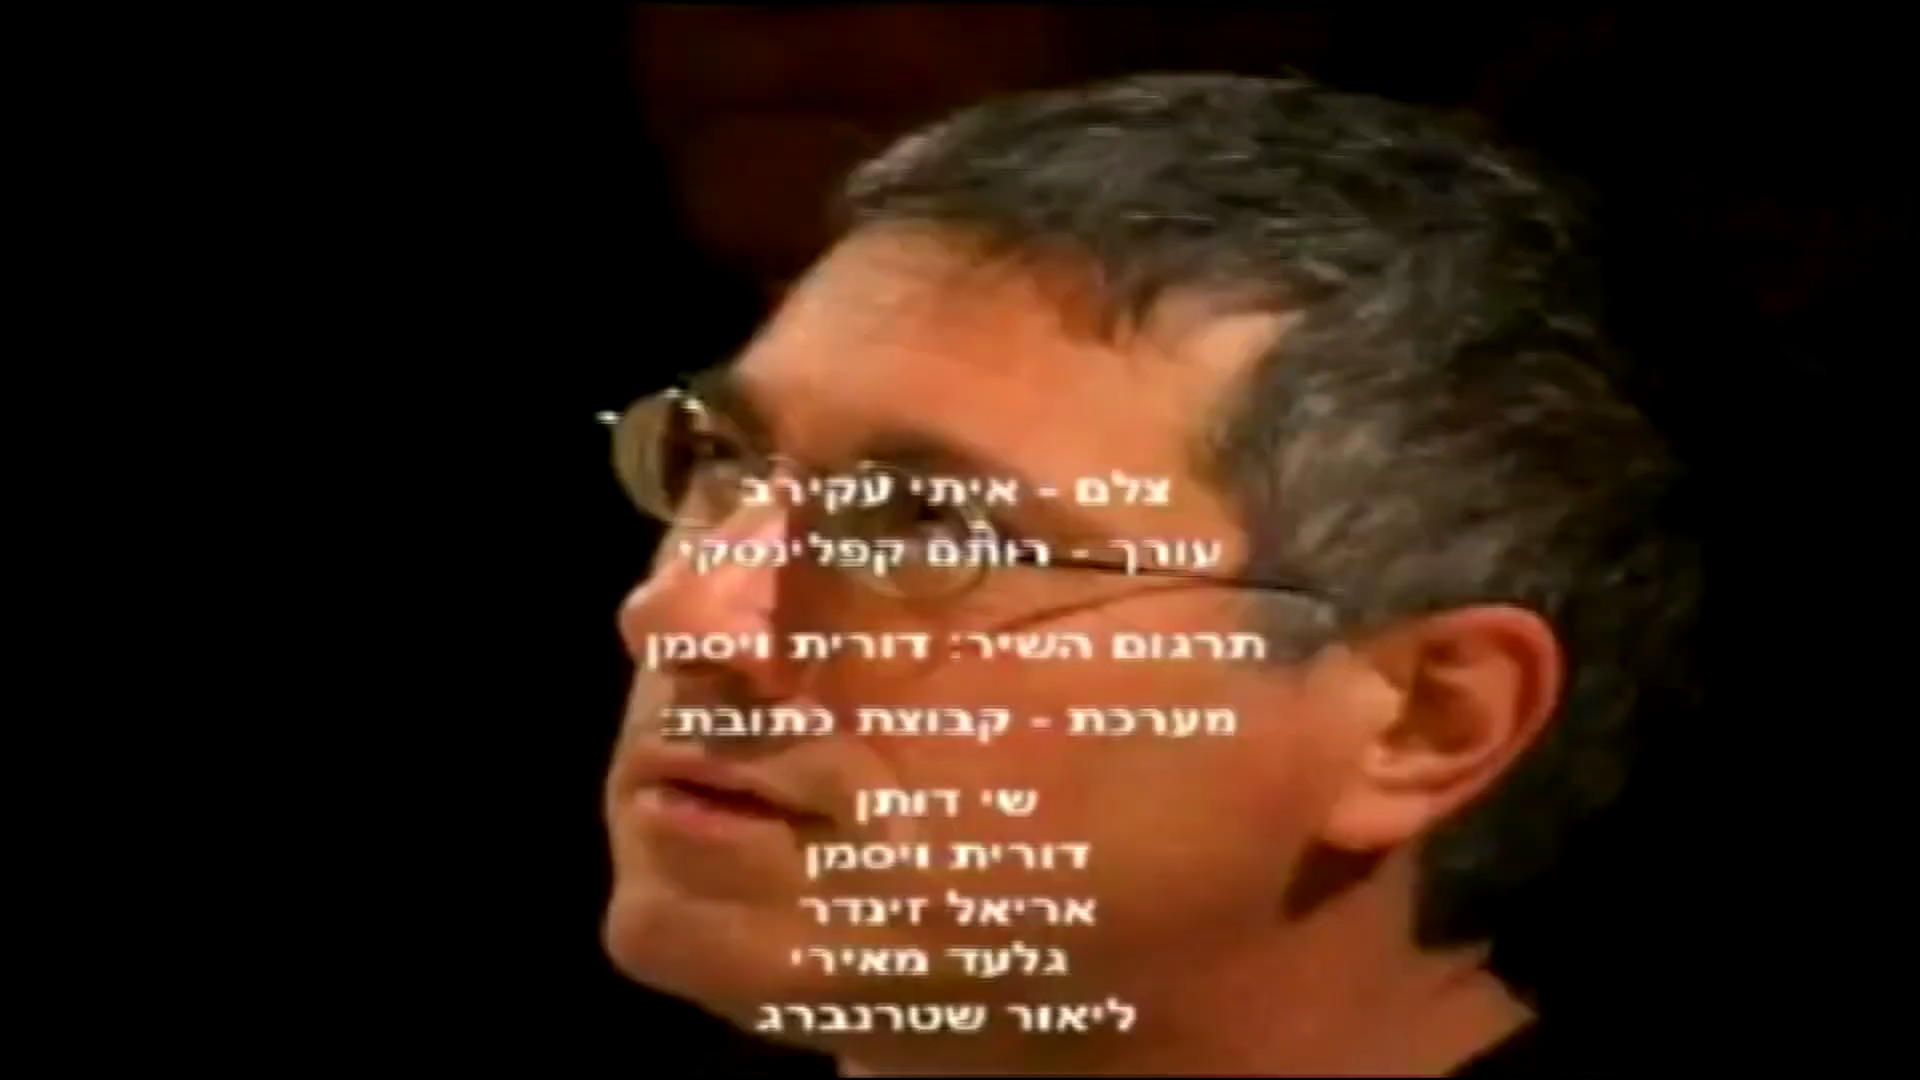 צלם - איתי עקירב
עורך - רותם קפלינסקי
תרגום השיר: דורית ויסמן
מערכת - קבוצת כתובת:
שי דותן
דורית ויסמן
אריאל זינדר
גלעד מאירי
ליאור שטרנברג